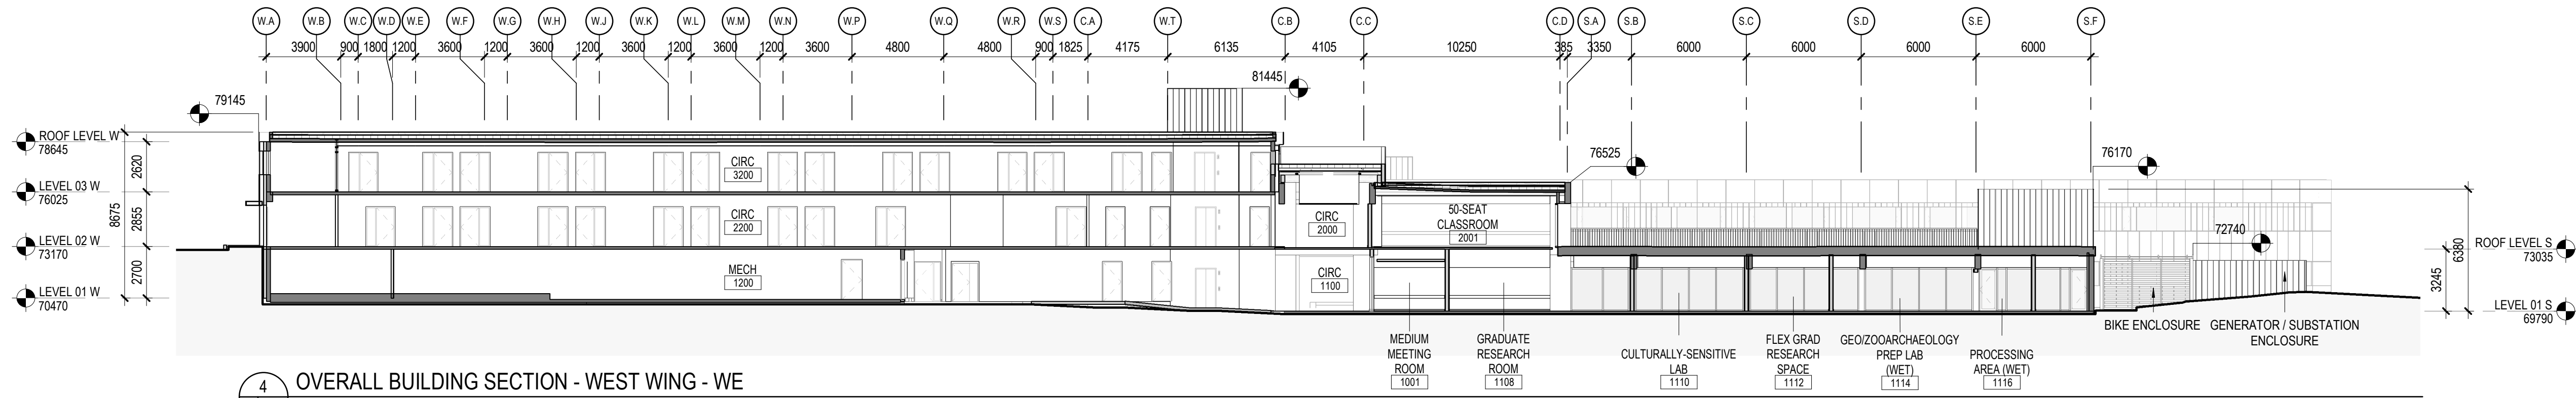 W.A W.B W.C W.D W.E W.F W.G W.H W.J W.K W.L W.M W.N W.P W.Q W.R W.S C.A W.T C.B C.C C.D S.A S.B S.C S.D S.E S.F
3900 900 1800 1200 3600 1200 3600 1200 3600 1200 3600 1200 3600 4800 4800 900 1825 4175 6135 4105 10250 385 3350 6000 6000 6000 6000
79145
81445
76525
76170
72740
ROOF LEVEL W
78645
LEVEL 03 W
76025
LEVEL 02 W
73170
LEVEL 01 W
70470
8675
2620
2855
2700
CIRC
3200
CIRC
2200
MECH
1200
CIRC
2000
CIRC
1100
50-SEAT
CLASSROOM
2001
ROOF LEVEL S
73035
LEVEL 01 S
69790
6380
3245
MEDIUM
MEETING
ROOM
1001
GRADUATE
RESEARCH
ROOM
1108
CULTURALLY-SENSITIVE
LAB
1110
FLEX GRAD
RESEARCH
SPACE
1112
GEO/ZOOARCHAEOLOGY
PREP LAB
(WET)
1114
PROCESSING
AREA (WET)
1116
BIKE ENCLOSURE
GENERATOR / SUBSTATION
ENCLOSURE
4 OVERALL BUILDING SECTION - WEST WING - WE